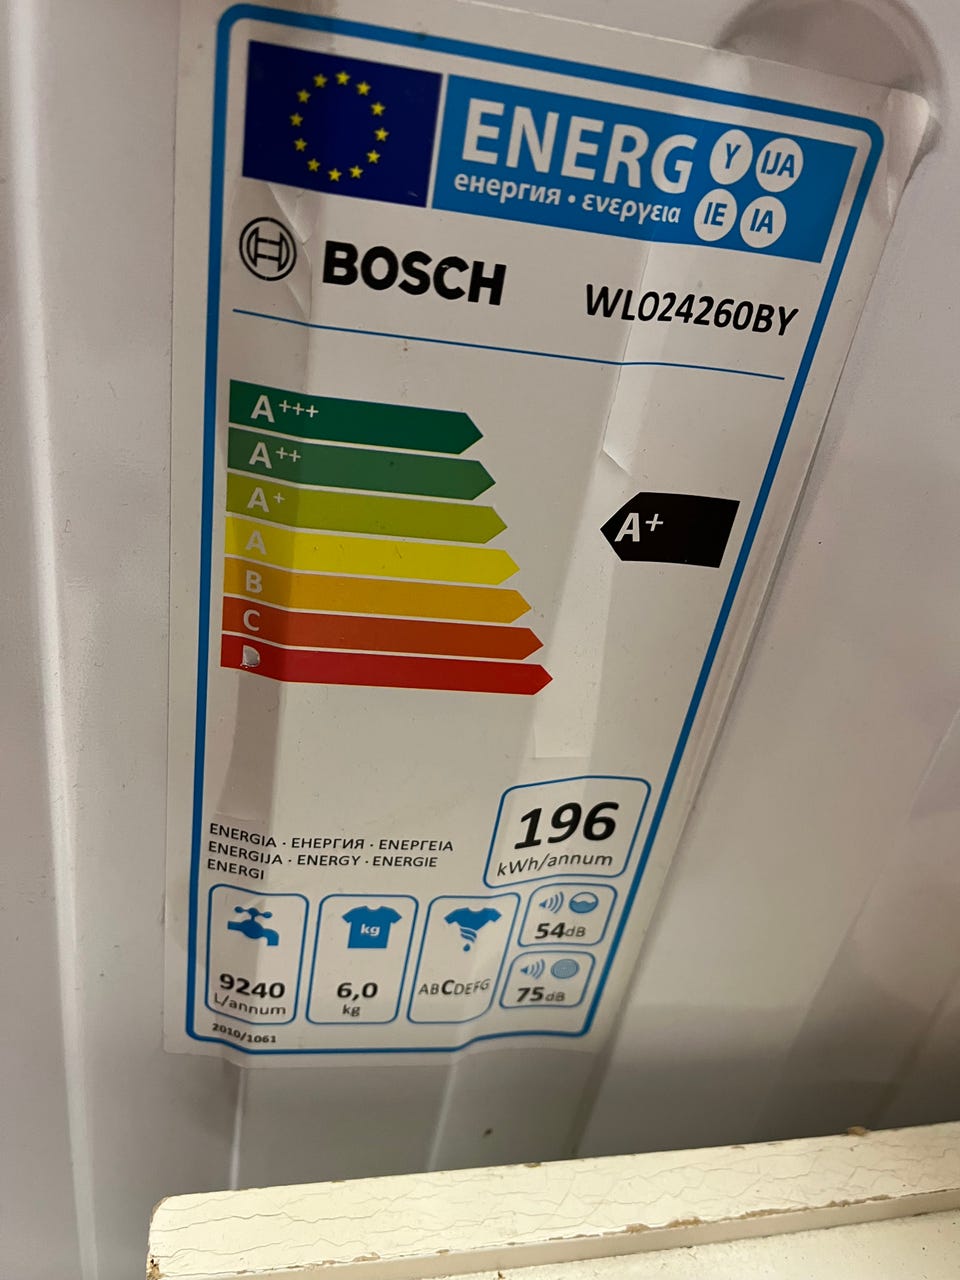 ENERG Y IJA
енергия · ενεργεια IE IA
BOSCH WLO24260BY
A+++
A++
A+
A
B
C
D
A+
196
kWh/annum
ENERGIA · ЕНЕРГИЯ · ΕΝΕΡΓΕΙΑ
ENERGIJA · ENERGY · ENERGIE
ENERGI
9240
L/annum
kg
6,0
kg
ABCDEFG
54dB
75dB
2010/1061